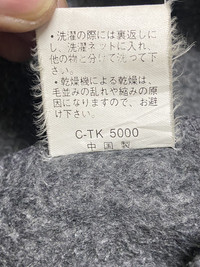 ・洗濯の際には裏返しに
し、洗濯ネットに入れ、
他の物と分けて洗って下
さい。
・乾燥機による乾燥は、
毛並みの乱れや縮みの原
因になりますので、お避
け下さい。
C-TK 5000
中国製